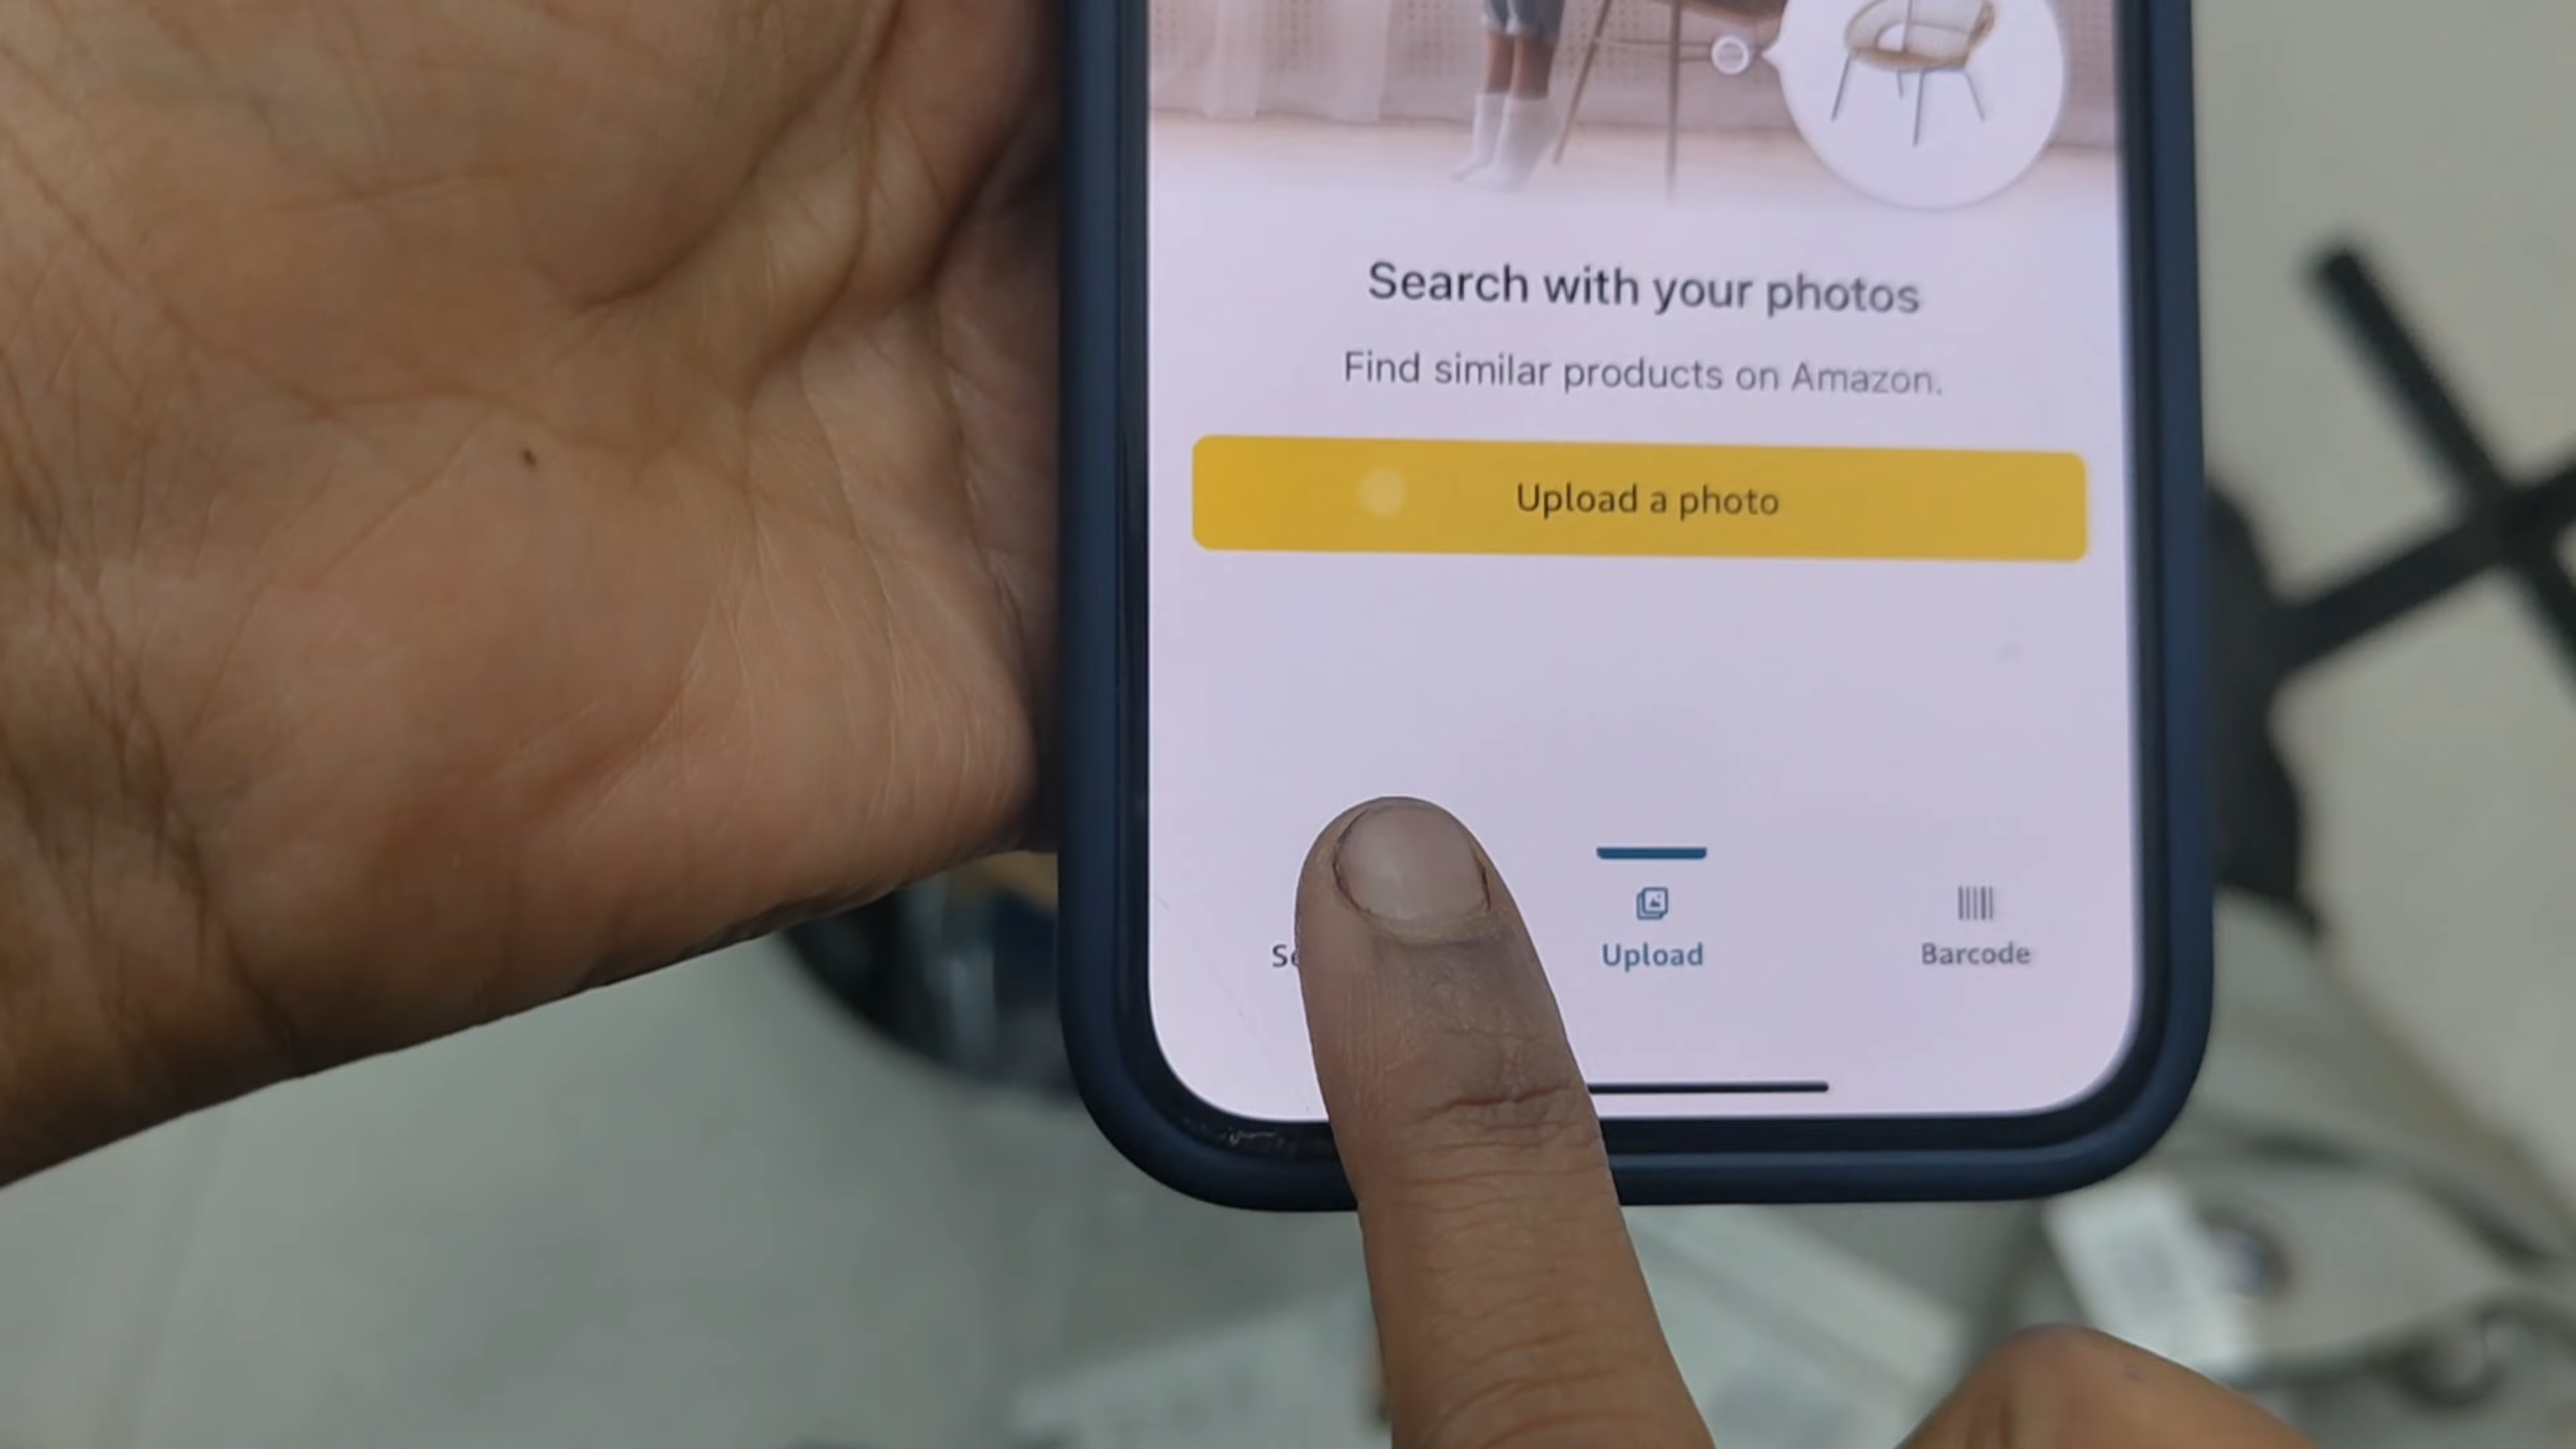 Search with your photos
Find similar products on Amazon.
Upload a photo
Upload
Barcode